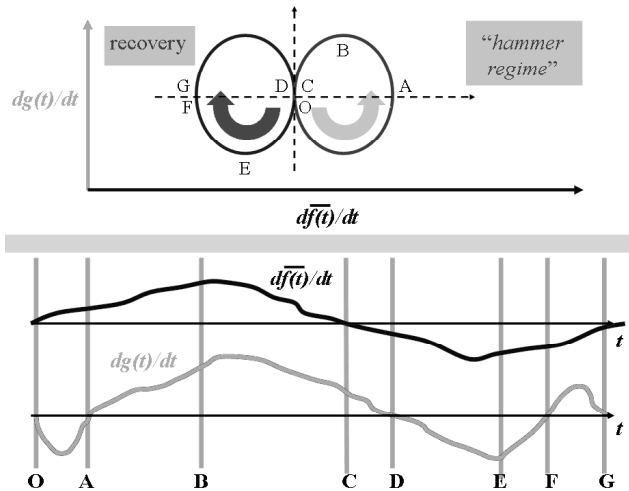 recovery
"hammer
regime"
B
G
D
C
A
F
O
E
dg(t)/dt
df(t)/dt
df(t)/dt
t
dg(t)/dt
t
O
A
B
C
D
E
F
G